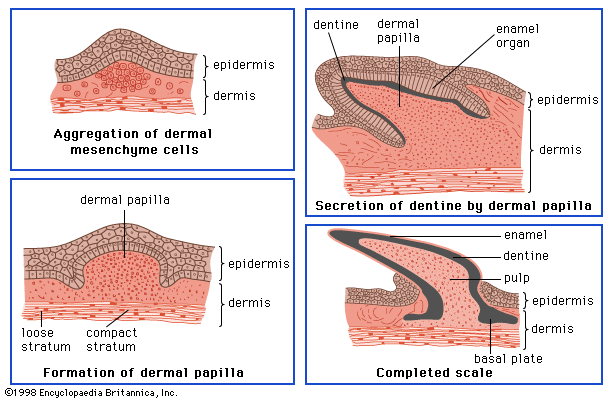 epidermis
dermis
Aggregation of dermal
mesenchyme cells
dermal papilla
epidermis
dermis
loose
stratum
compact
stratum
Formation of dermal papilla
dentine
dermal
papilla
enamel
organ
epidermis
dermis
Secretion of dentine by dermal papilla
enamel
dentine
pulp
epidermis
dermis
basal plate
Completed scale
©1998 Encyclopaedia Britannica, Inc.